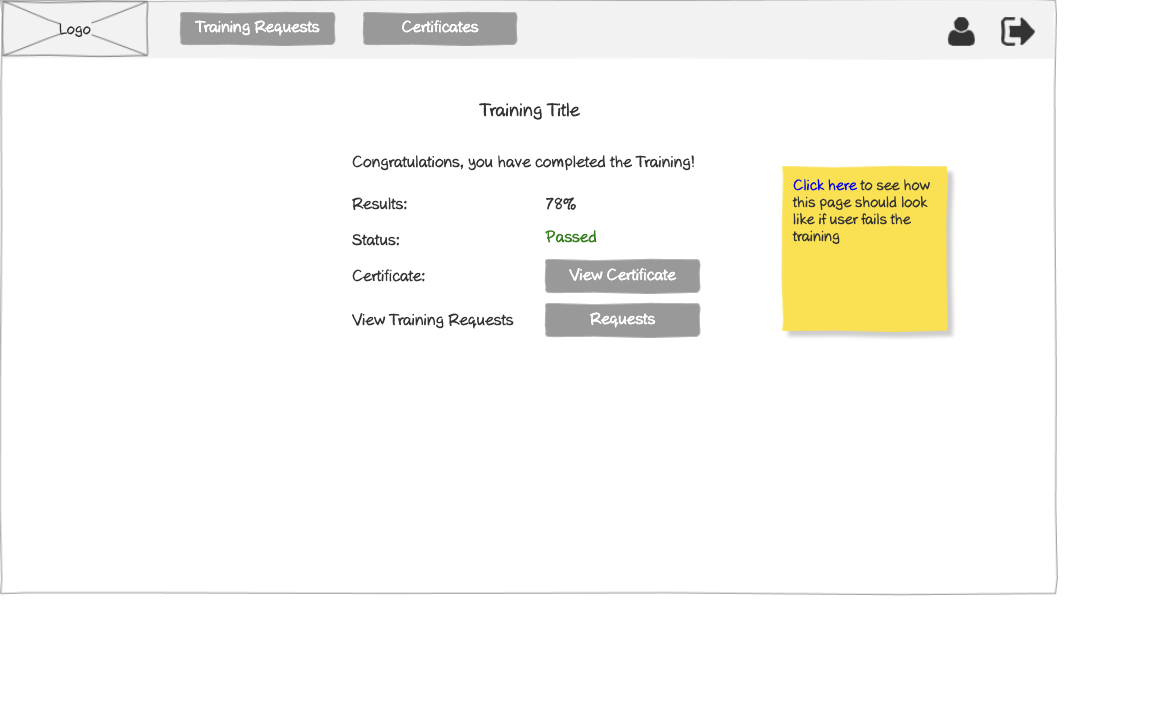 Logo
Training Requests
Certificates
Training Title
Congratulations, you have completed the Training!
Results: 78%
Status: Passed
Certificate: View Certificate
View Training Requests Requests
Click here to see how
this page should look
like if user fails the
training